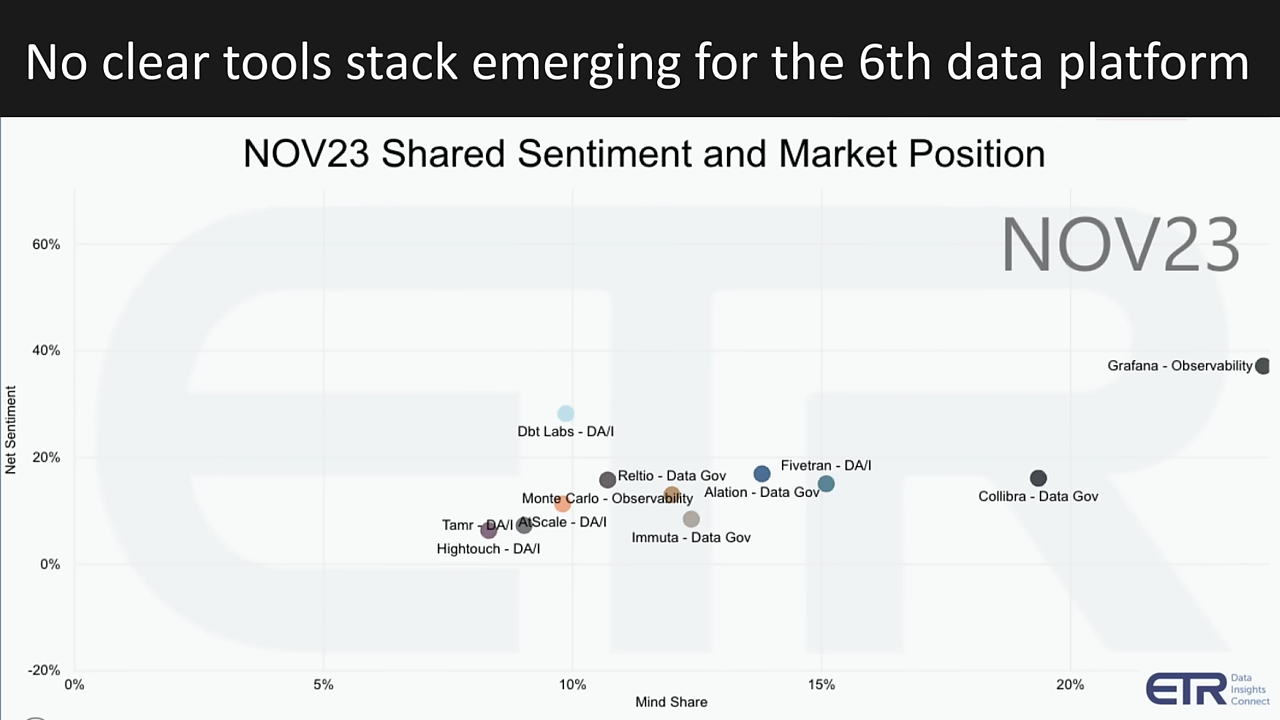 No clear tools stack emerging for the 6th data platform
NOV23 Shared Sentiment and Market Position
NOV23
60%
40%
20%
0%
-20%
Net Sentiment
Grafana - Observability
Dbt Labs - DA/I
Fivetran - DA/I
Reltio - Data Gov
Alation - Data Gov
Collibra - Data Gov
Monte Carlo - Observability
Tamr - DA/I
AtScale - DA/I
Immuta - Data Gov
Hightouch - DA/I
0%
5%
10%
15%
20%
Mind Share
ETR
Data
Insights
Connect
ETR